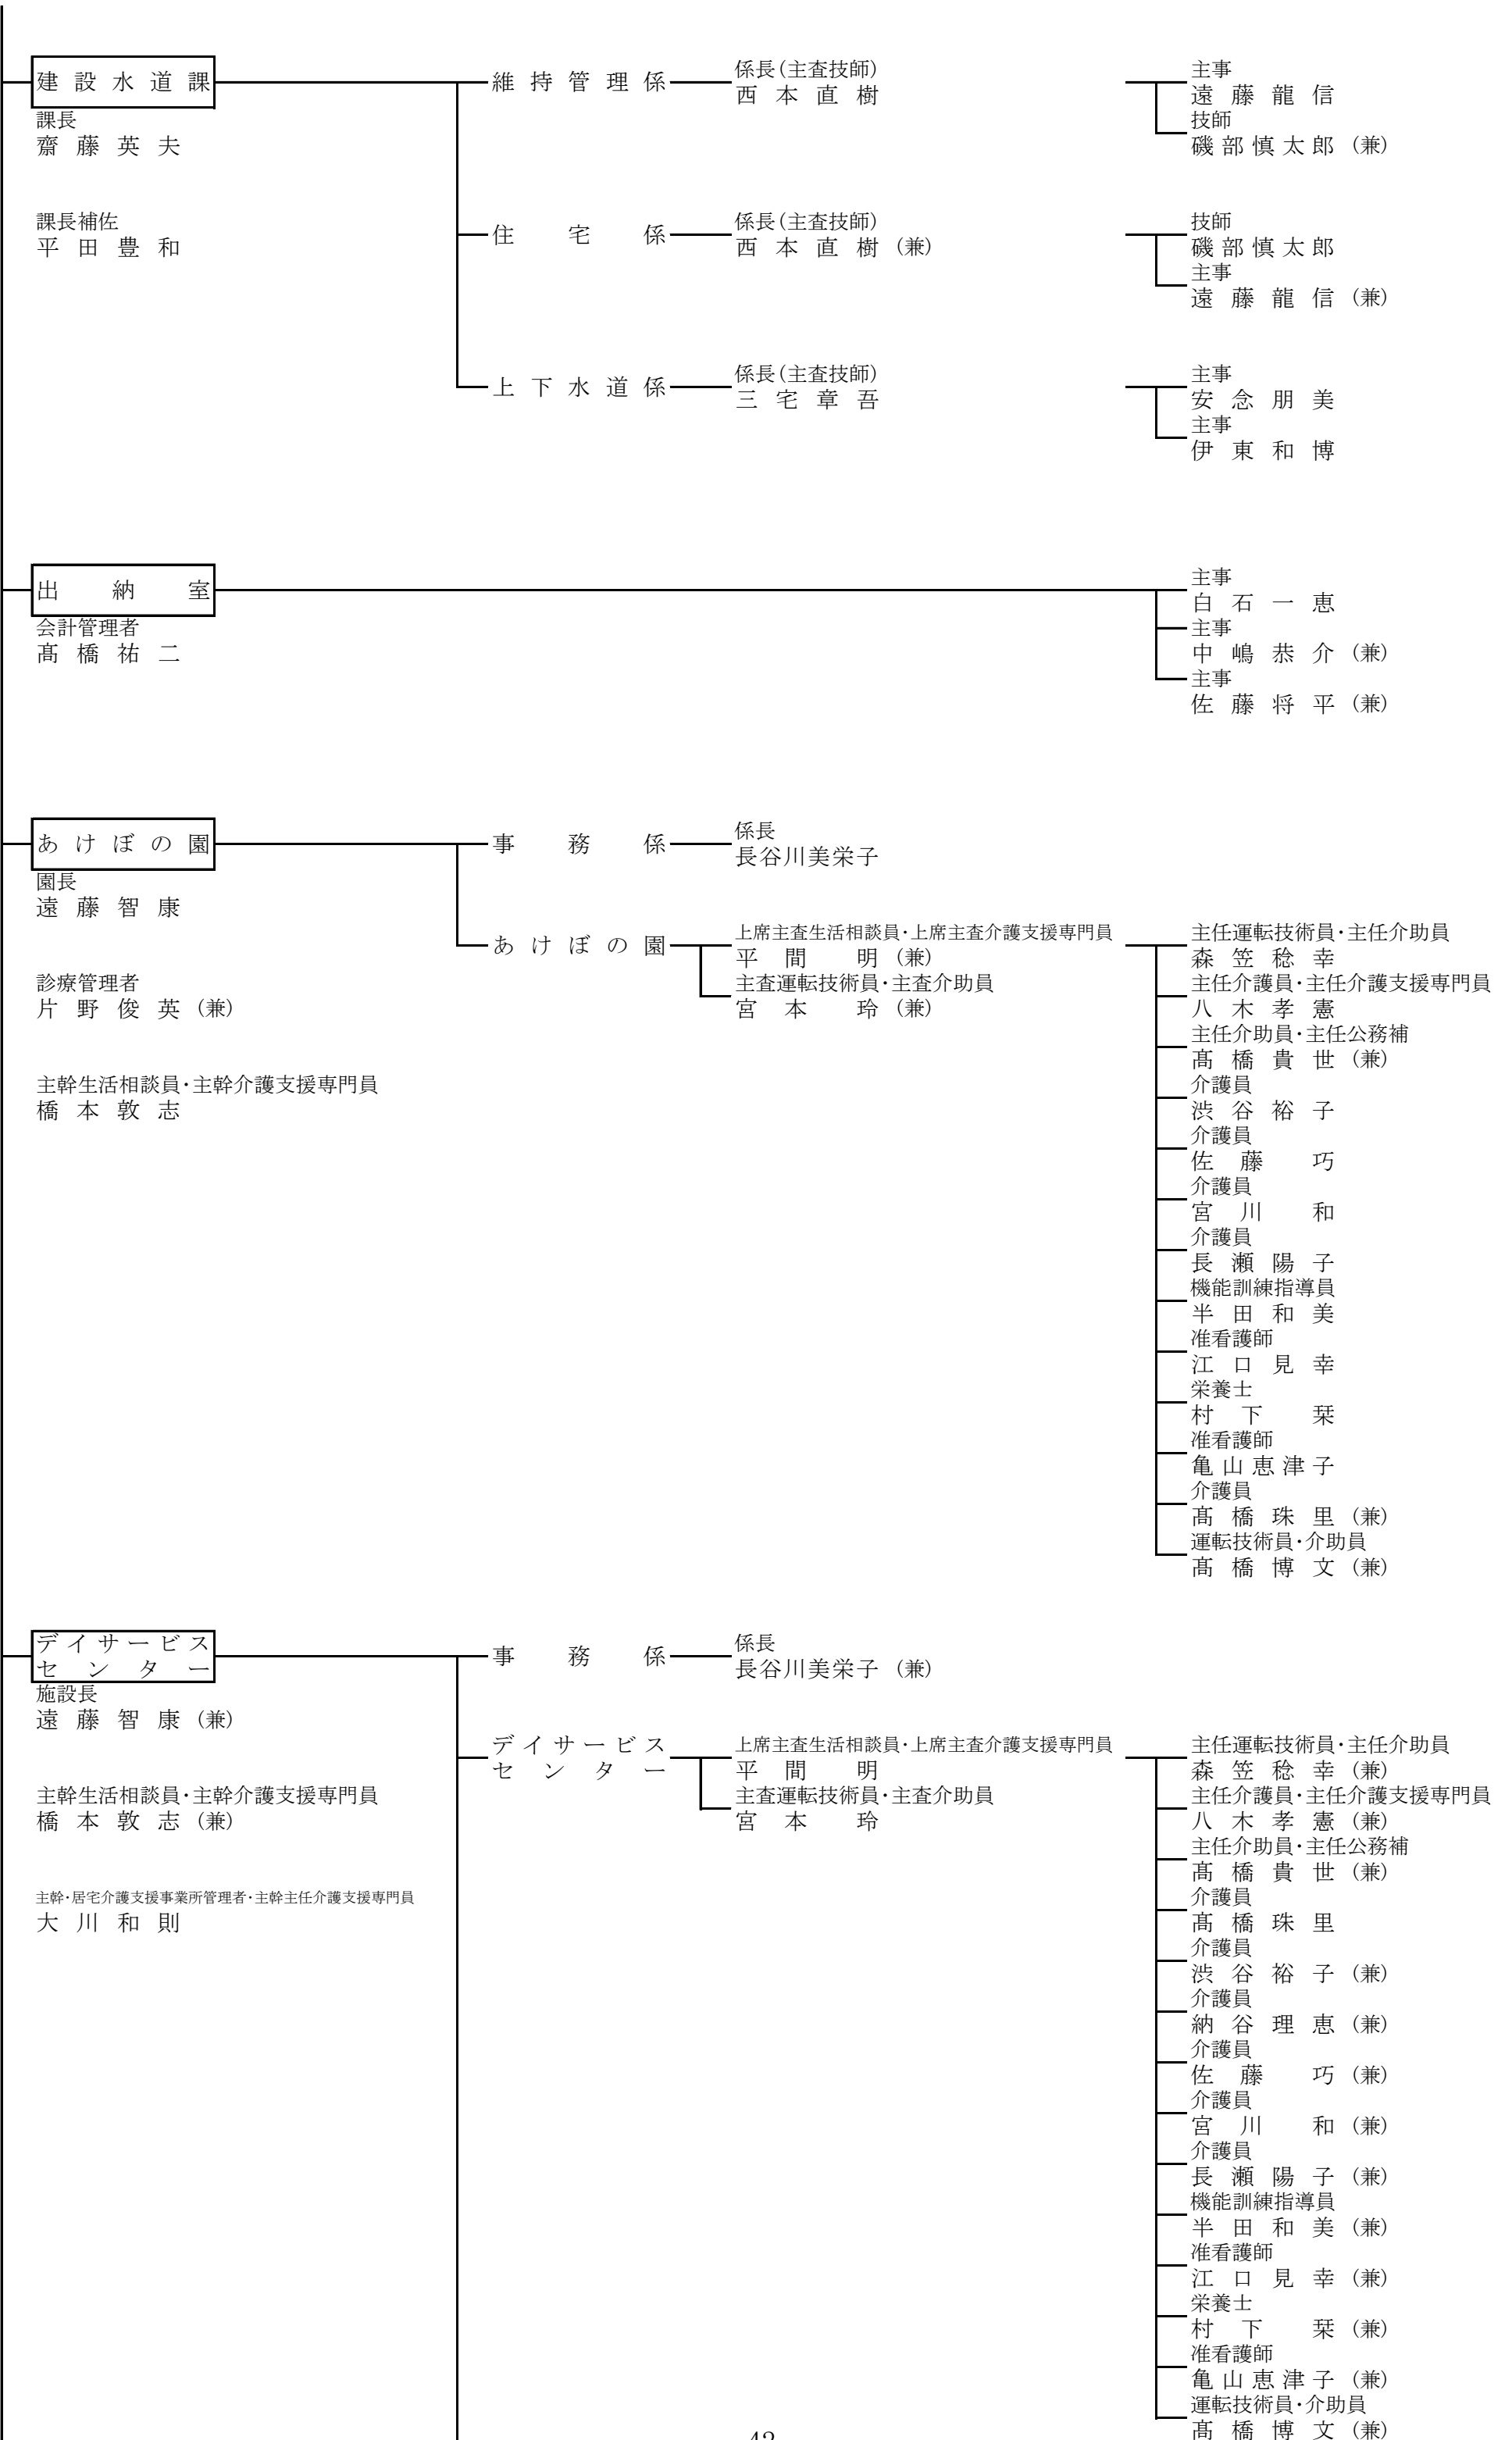 建設水道課
課長
齋藤英夫
課長補佐
平田豊和
維持管理係
係長(主査技師)
西本直樹
主事
遠藤龍信
技師
磯部慎太郎 (兼)
住宅係
係長(主査技師)
西本直樹 (兼)
技師
磯部慎太郎
主事
遠藤龍信 (兼)
上下水道係
係長(主査技師)
三宅章吾
主事
安念朋美
主事
伊東和博
出納室
会計管理者
髙橋祐二
主事
白石一恵
主事
中嶋恭介 (兼)
主事
佐藤将平 (兼)
あけぼの園
園長
遠藤智康
診療管理者
片野俊英 (兼)
主幹生活相談員・主幹介護支援専門員
橋本敦志
事務係
係長
長谷川美栄子
あけぼの園
上席主査生活相談員・上席主査介護支援専門員
平間明 (兼)
主査運転技術員・主査介助員
宮本玲 (兼)
主任運転技術員・主任介助員
森笠稔幸
主任介護員・主任介護支援専門員
八木孝憲
主任介助員・主任公務補
髙橋貴世 (兼)
介護員
渋谷裕子
介護員
佐藤巧
介護員
宮川和
介護員
長瀬陽子
機能訓練指導員
半田和美
准看護師
江口見幸
栄養士
村下栞
准看護師
亀山恵津子
介護員
髙橋珠里 (兼)
運転技術員・介助員
髙橋博文 (兼)
デイサービス
センター
施設長
遠藤智康 (兼)
主幹生活相談員・主幹介護支援専門員
橋本敦志 (兼)
主幹・居宅介護支援事業所管理者・主幹主任介護支援専門員
大川和則
事務係
係長
長谷川美栄子 (兼)
デイサービス
センター
上席主査生活相談員・上席主査介護支援専門員
平間明
主査運転技術員・主査介助員
宮本玲
主任運転技術員・主任介助員
森笠稔幸 (兼)
主任介護員・主任介護支援専門員
八木孝憲 (兼)
主任介助員・主任公務補
髙橋貴世 (兼)
介護員
髙橋珠里
介護員
渋谷裕子 (兼)
介護員
納谷理恵 (兼)
介護員
佐藤巧 (兼)
介護員
宮川和 (兼)
介護員
長瀬陽子 (兼)
機能訓練指導員
半田和美 (兼)
准看護師
江口見幸 (兼)
栄養士
村下栞 (兼)
准看護師
亀山恵津子 (兼)
運転技術員・介助員
髙橋博文 (兼)